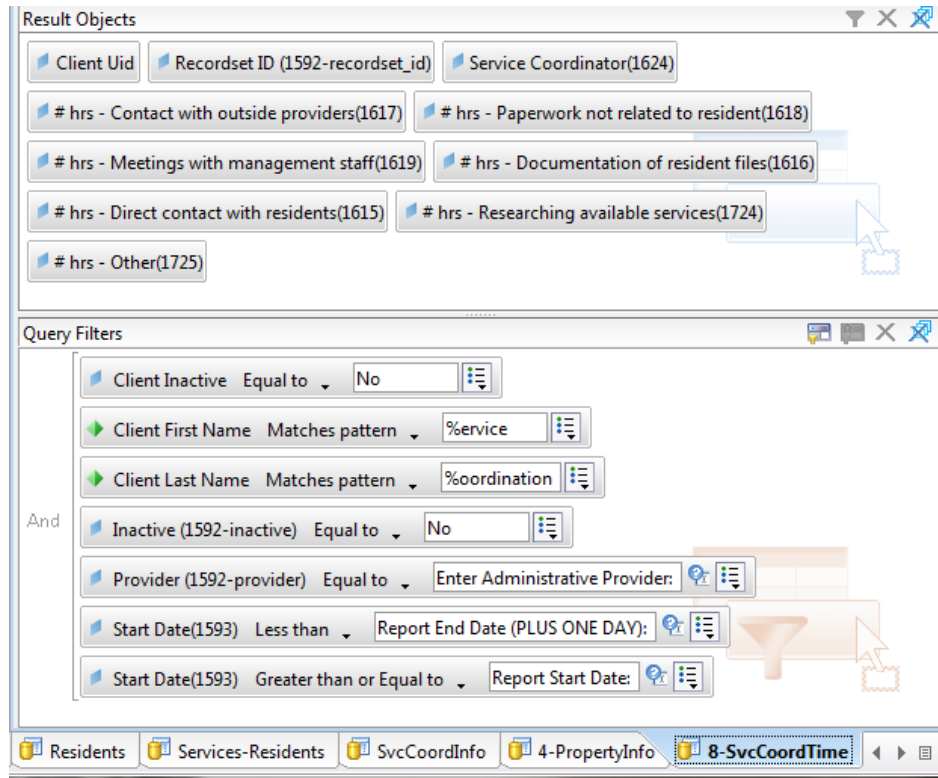 Result Objects
Client Uid Recordset ID (1592-recordset_id) Service Coordinator(1624)
# hrs - Contact with outside providers(1617) # hrs - Paperwork not related to resident(1618)
# hrs - Meetings with management staff(1619) # hrs - Documentation of resident files(1616)
# hrs - Direct contact with residents(1615) # hrs - Researching available services(1724)
# hrs - Other(1725)
Query Filters
Client Inactive Equal to No
Client First Name Matches pattern %ervice
Client Last Name Matches pattern %oordination
And
Inactive (1592-inactive) Equal to No
Provider (1592-provider) Equal to Enter Administrative Provider:
Start Date(1593) Less than Report End Date (PLUS ONE DAY):
Start Date(1593) Greater than or Equal to Report Start Date:
Residents Services-Residents SvcCoordInfo 4-PropertyInfo 8-SvcCoordTime